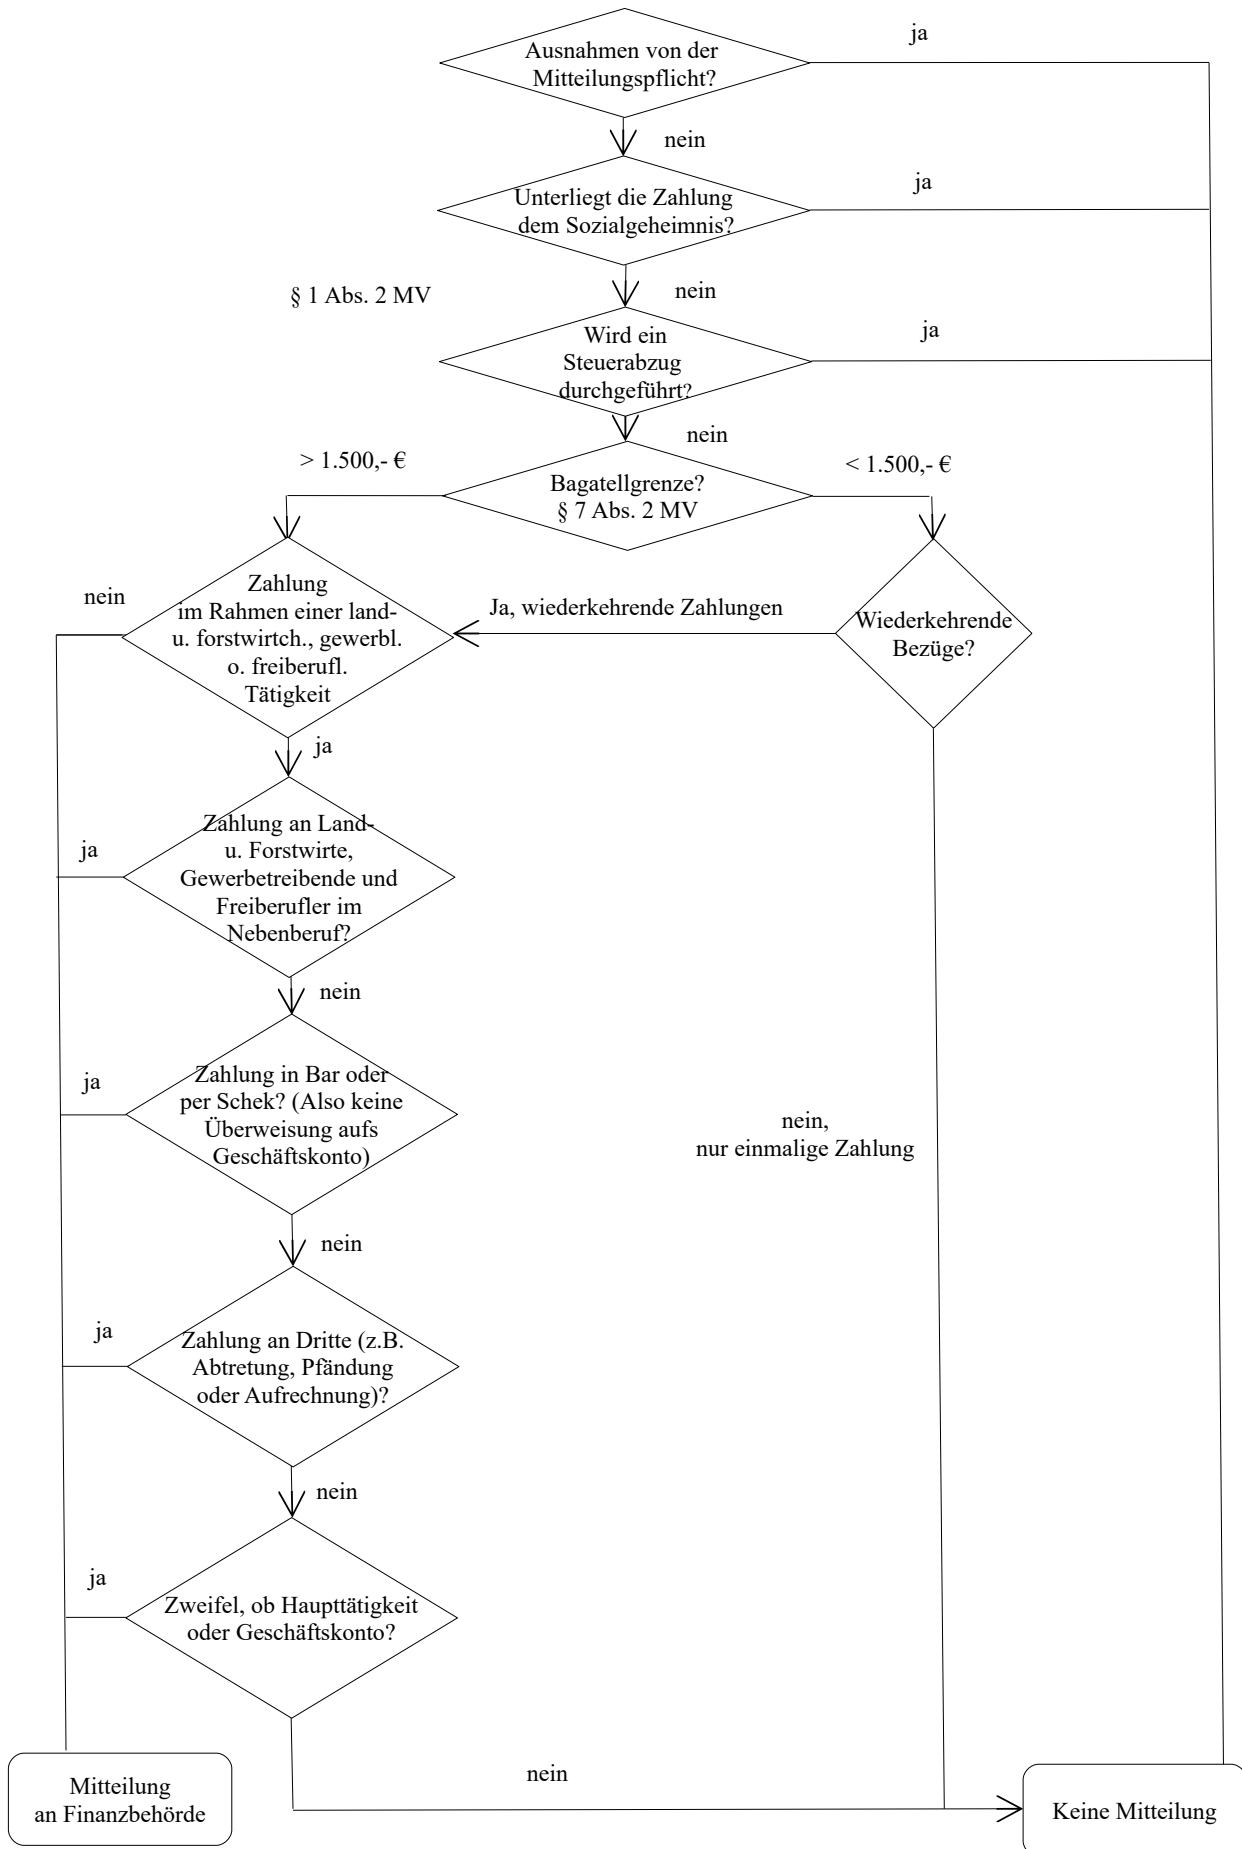 ja
Ausnahmen von der
Mitteilungspflicht?
nein
ja
Unterliegt die Zahlung
dem Sozialgeheimnis?
§ 1 Abs. 2 MV
nein
ja
Wird ein
Steuerabzug
durchgeführt?
nein
> 1.500,- €
< 1.500,- €
Bagatellgrenze?
§ 7 Abs. 2 MV
nein
Zahlung
im Rahmen einer land-
u. forstwirtch., gewerbl.
o. freiberufl.
Tätigkeit
Ja, wiederkehrende Zahlungen
Wiederkehrende
Bezüge?
ja
ja
Zahlung an Land-
u. Forstwirte,
Gewerbetreibende und
Freiberufler im
Nebenberuf?
nein
ja
Zahlung in Bar oder
per Schek? (Also keine
Überweisung aufs
Geschäftskonto)
nein,
nur einmalige Zahlung
nein
ja
Zahlung an Dritte (z.B.
Abtretung, Pfändung
oder Aufrechnung)?
nein
ja
Zweifel, ob Haupttätigkeit
oder Geschäftskonto?
nein
Mitteilung
an Finanzbehörde
Keine Mitteilung